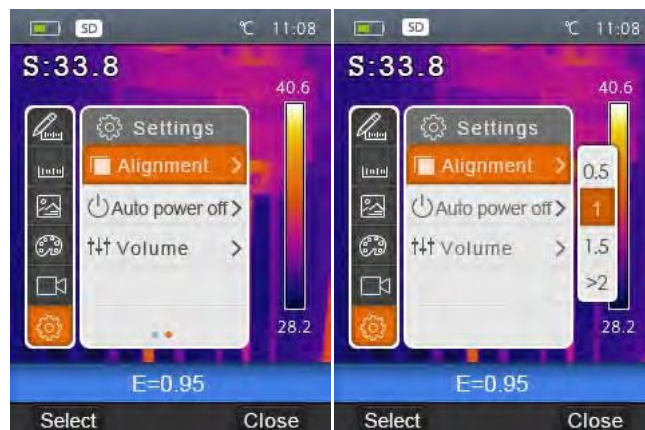 SD ℃ 11:08
S:33.8
40.6
Settings
Alignment >
Auto power off >
Volume >
28.2
E=0.95
Select Close
SD ℃ 11:08
S:33.8
40.6
Settings
Alignment >
Auto power off >
Volume >
0.5
1
1.5
>2
28.2
E=0.95
Select Close